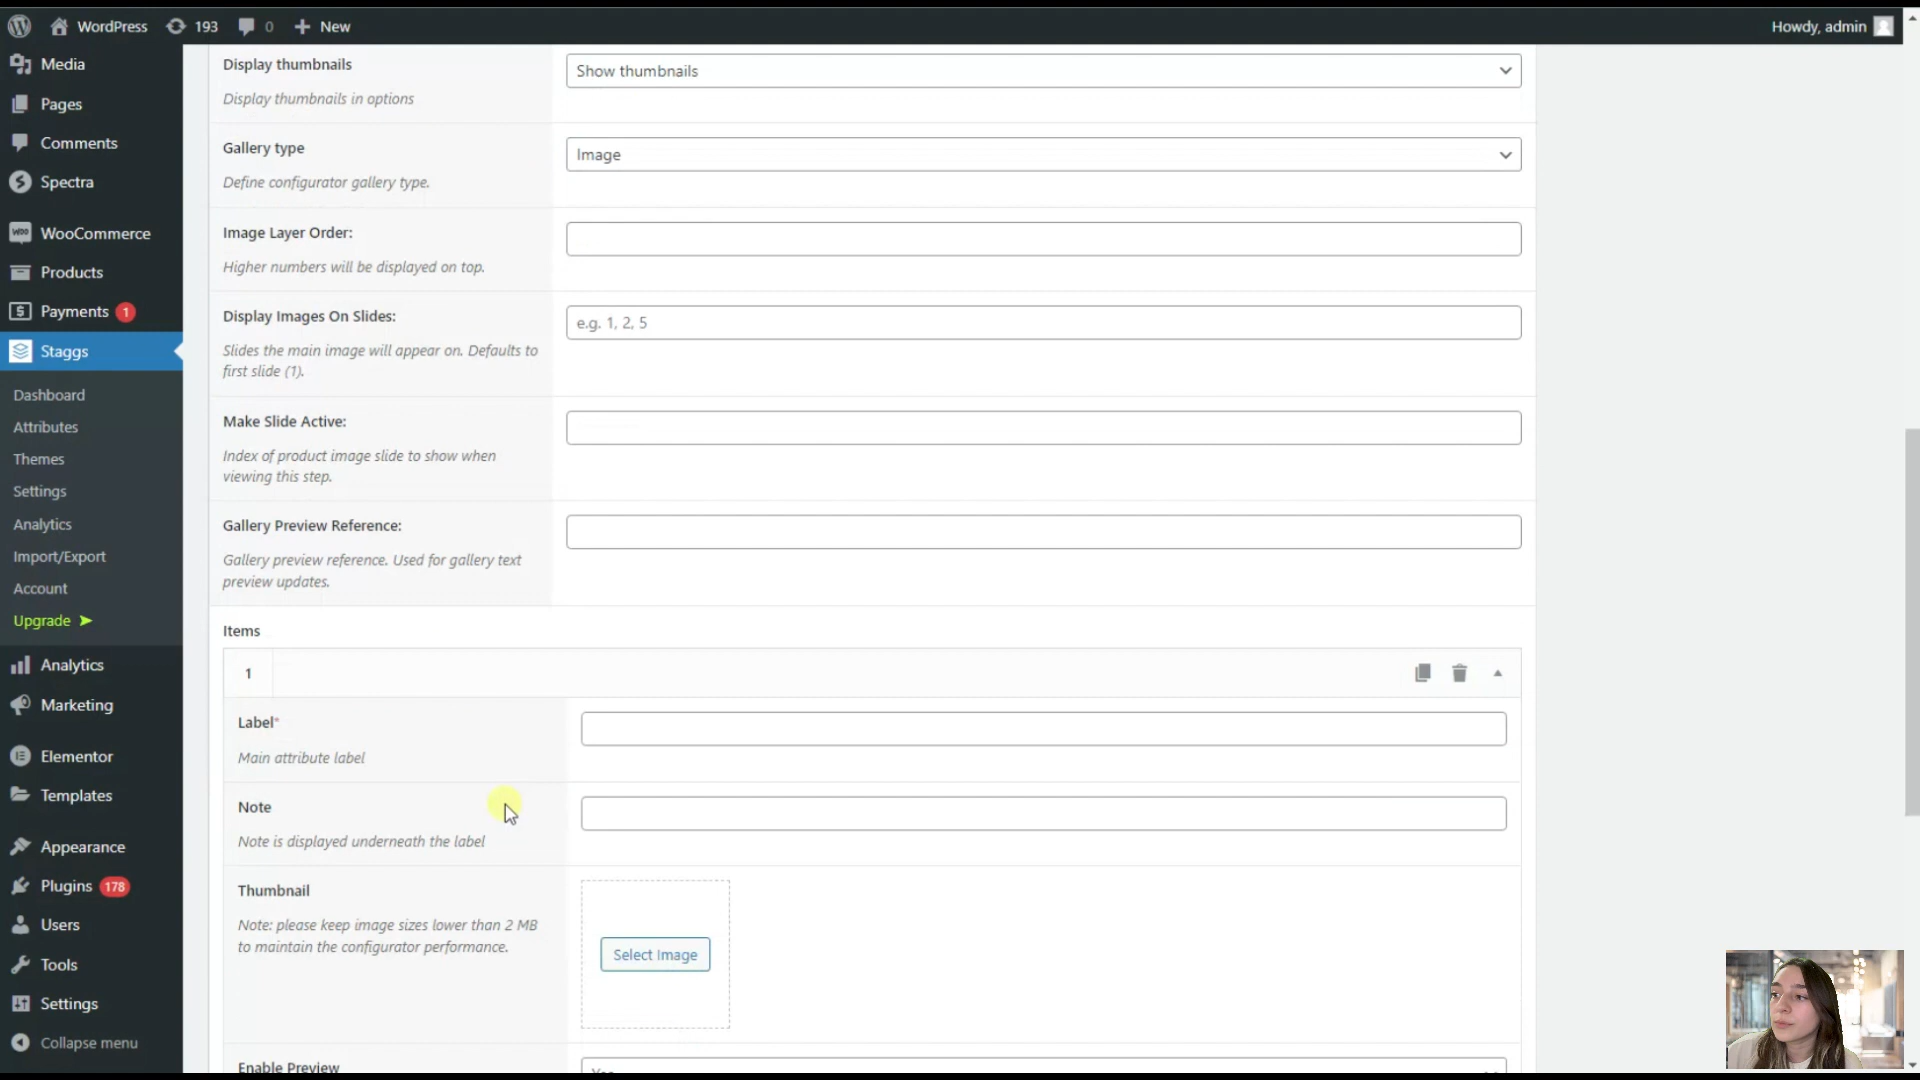 WordPress 193 0 New Howdy, admin
Media
Pages
Comments
Spectra
WooCommerce
Products
Payments 1
Staggs
Dashboard
Attributes
Themes
Settings
Analytics
Import/Export
Account
Upgrade ➤
Analytics
Marketing
Elementor
Templates
Appearance
Plugins 178
Users
Tools
Settings
Collapse menu
Display thumbnails
Display thumbnails in options
Show thumbnails
Gallery type
Define configurator gallery type.
Image
Image Layer Order:
Higher numbers will be displayed on top.
Display Images On Slides:
Slides the main image will appear on. Defaults to
first slide (1).
e.g. 1, 2, 5
Make Slide Active:
Index of product image slide to show when
viewing this step.
Gallery Preview Reference:
Gallery preview reference. Used for gallery text
preview updates.
Items
1
Label*
Main attribute label
Note
Note is displayed underneath the label
Thumbnail
Note: please keep image sizes lower than 2 MB
to maintain the configurator performance.
Select Image
Enable Preview
Yes